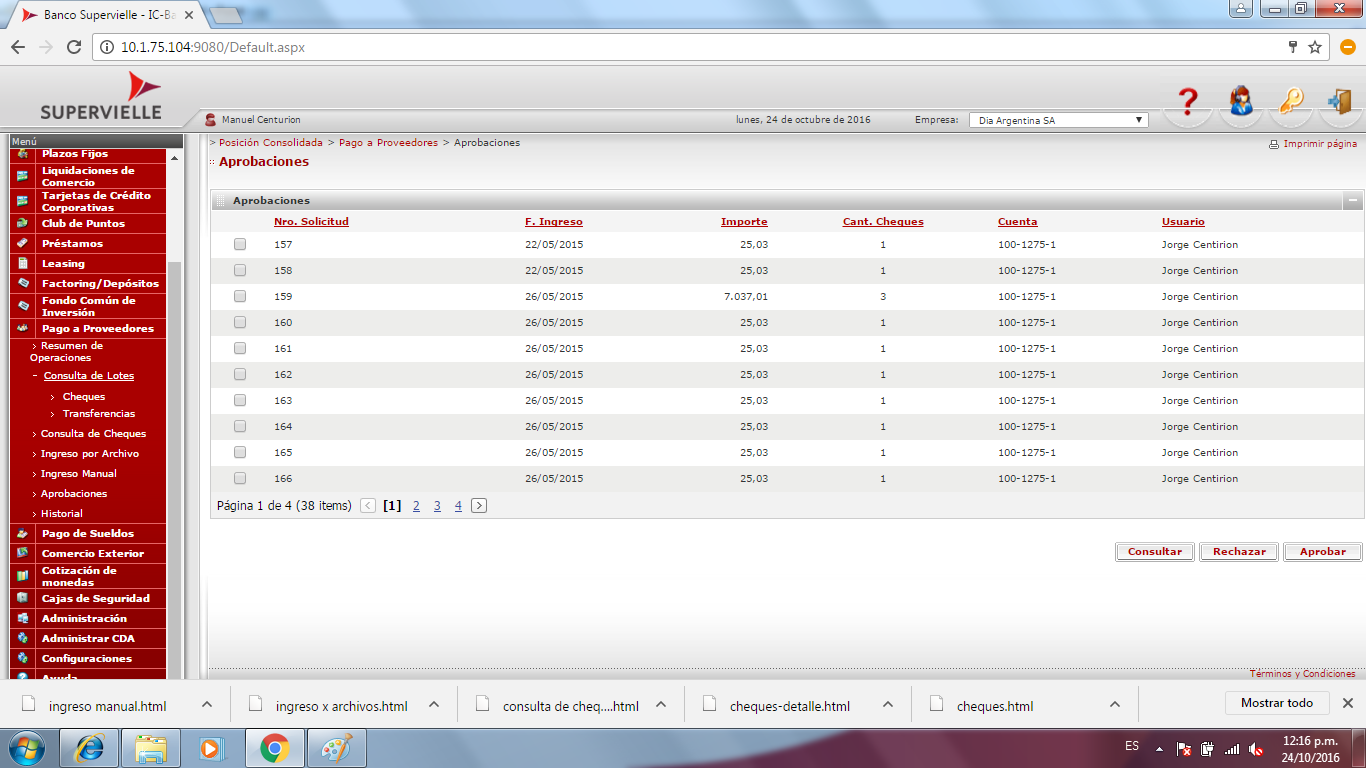 Banco Supervielle - IC-Ba
10.1.75.104:9080/Default.aspx
SUPERVIELLE
Manuel Centurion
lunes, 24 de octubre de 2016
Empresa:
Dia Argentina SA
Menú
Plazos Fijos
Liquidaciones de
Comercio
Tarjetas de Crédito
Corporativas
Club de Puntos
Préstamos
Leasing
Factoring/Depósitos
Fondo Común de
Inversión
Pago a Proveedores
> Resumen de
Operaciones
- Consulta de Lotes
> Cheques
> Transferencias
> Consulta de Cheques
> Ingreso por Archivo
> Ingreso Manual
> Aprobaciones
> Historial
Pago de Sueldos
Comercio Exterior
Cotización de
monedas
Cajas de Seguridad
Administración
Administrar CDA
Configuraciones
Ayuda
> Posición Consolidada > Pago a Proveedores > Aprobaciones
Imprimir página
:: Aprobaciones
Aprobaciones
Nro. Solicitud F. Ingreso Importe Cant. Cheques Cuenta Usuario
157 22/05/2015 25,03 1 100-1275-1 Jorge Centirion
158 22/05/2015 25,03 1 100-1275-1 Jorge Centirion
159 26/05/2015 7.037,01 3 100-1275-1 Jorge Centirion
160 26/05/2015 25,03 1 100-1275-1 Jorge Centirion
161 26/05/2015 25,03 1 100-1275-1 Jorge Centirion
162 26/05/2015 25,03 1 100-1275-1 Jorge Centirion
163 26/05/2015 25,03 1 100-1275-1 Jorge Centirion
164 26/05/2015 25,03 1 100-1275-1 Jorge Centirion
165 26/05/2015 25,03 1 100-1275-1 Jorge Centirion
166 26/05/2015 25,03 1 100-1275-1 Jorge Centirion
Página 1 de 4 (38 items) < [1] 2 3 4 >
Consultar Rechazar Aprobar
Términos y Condiciones
ingreso manual.html
ingreso x archivos.html
consulta de cheq....html
cheques-detalle.html
cheques.html
Mostrar todo
ES
12:16 p.m.
24/10/2016